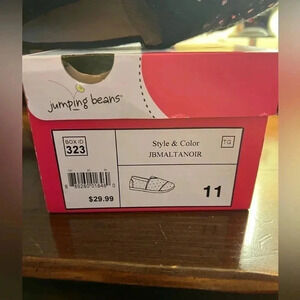 jumping beans
BOX ID
323
Style & Color
JBMALTANOIR
TG
11
$29.99